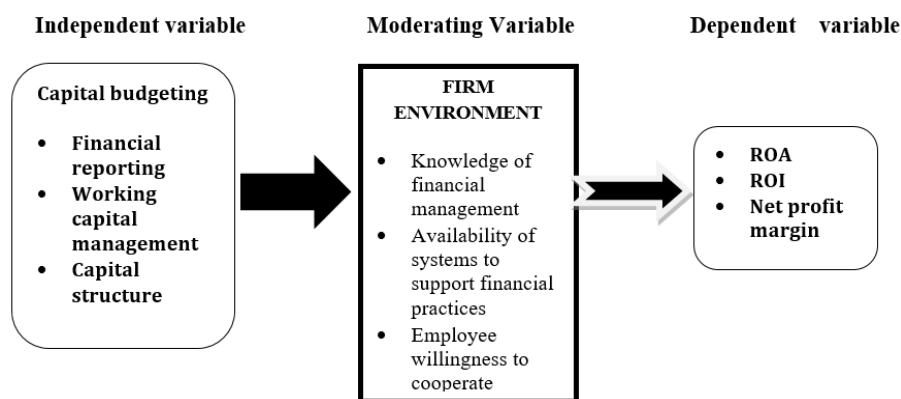 Independent variable
Moderating Variable
Dependent variable
Capital budgeting
• Financial
reporting
• Working
capital
management
• Capital
structure
FIRM
ENVIRONMENT
• Knowledge of
financial
management
• Availability of
systems to
support financial
practices
• Employee
willingness to
cooperate
• ROA
• ROI
• Net profit
margin